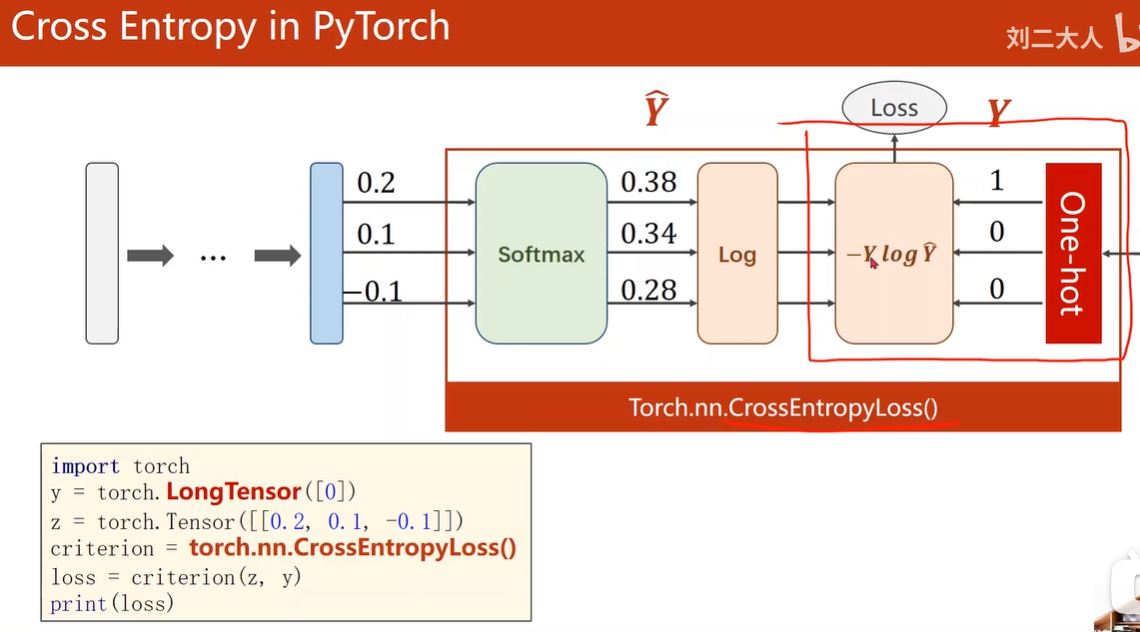 Cross Entropy in PyTorch
刘二大人
Ŷ
Loss
Y
0.2
0.1
−0.1
Softmax
0.38
0.34
0.28
Log
−Y log Ŷ
1
0
0
One-hot
Torch.nn.CrossEntropyLoss()
import torch
y = torch.LongTensor([0])
z = torch.Tensor([[0.2, 0.1, -0.1]])
criterion = torch.nn.CrossEntropyLoss()
loss = criterion(z, y)
print(loss)